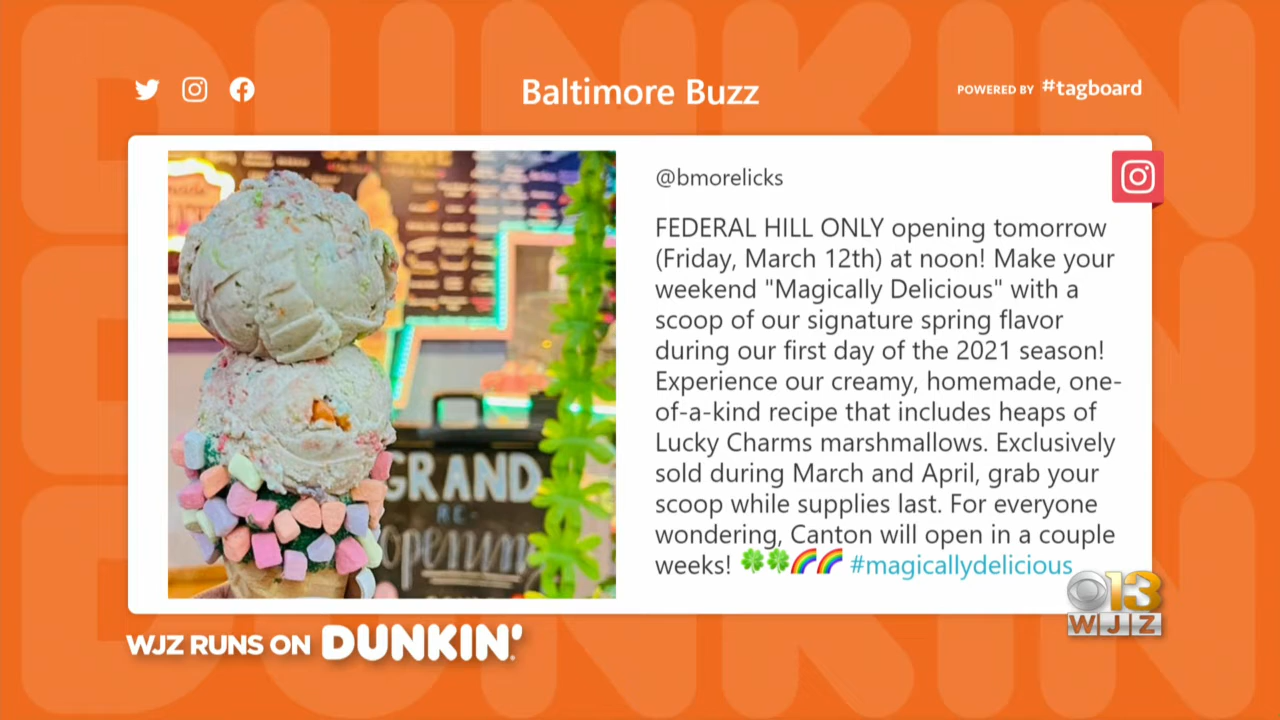 Baltimore Buzz
POWERED BY #tagboard
@bmorelicks
FEDERAL HILL ONLY opening tomorrow
(Friday, March 12th) at noon! Make your
weekend "Magically Delicious" with a
scoop of our signature spring flavor
during our first day of the 2021 season!
Experience our creamy, homemade, one-
of-a-kind recipe that includes heaps of
Lucky Charms marshmallows. Exclusively
sold during March and April, grab your
scoop while supplies last. For everyone
wondering, Canton will open in a couple
weeks! 🍀🍀🌈🌈 #magicallydelicious
GRAND
RE-
opening
WJZ RUNS ON DUNKIN'
13
WJZ
DUNKIN